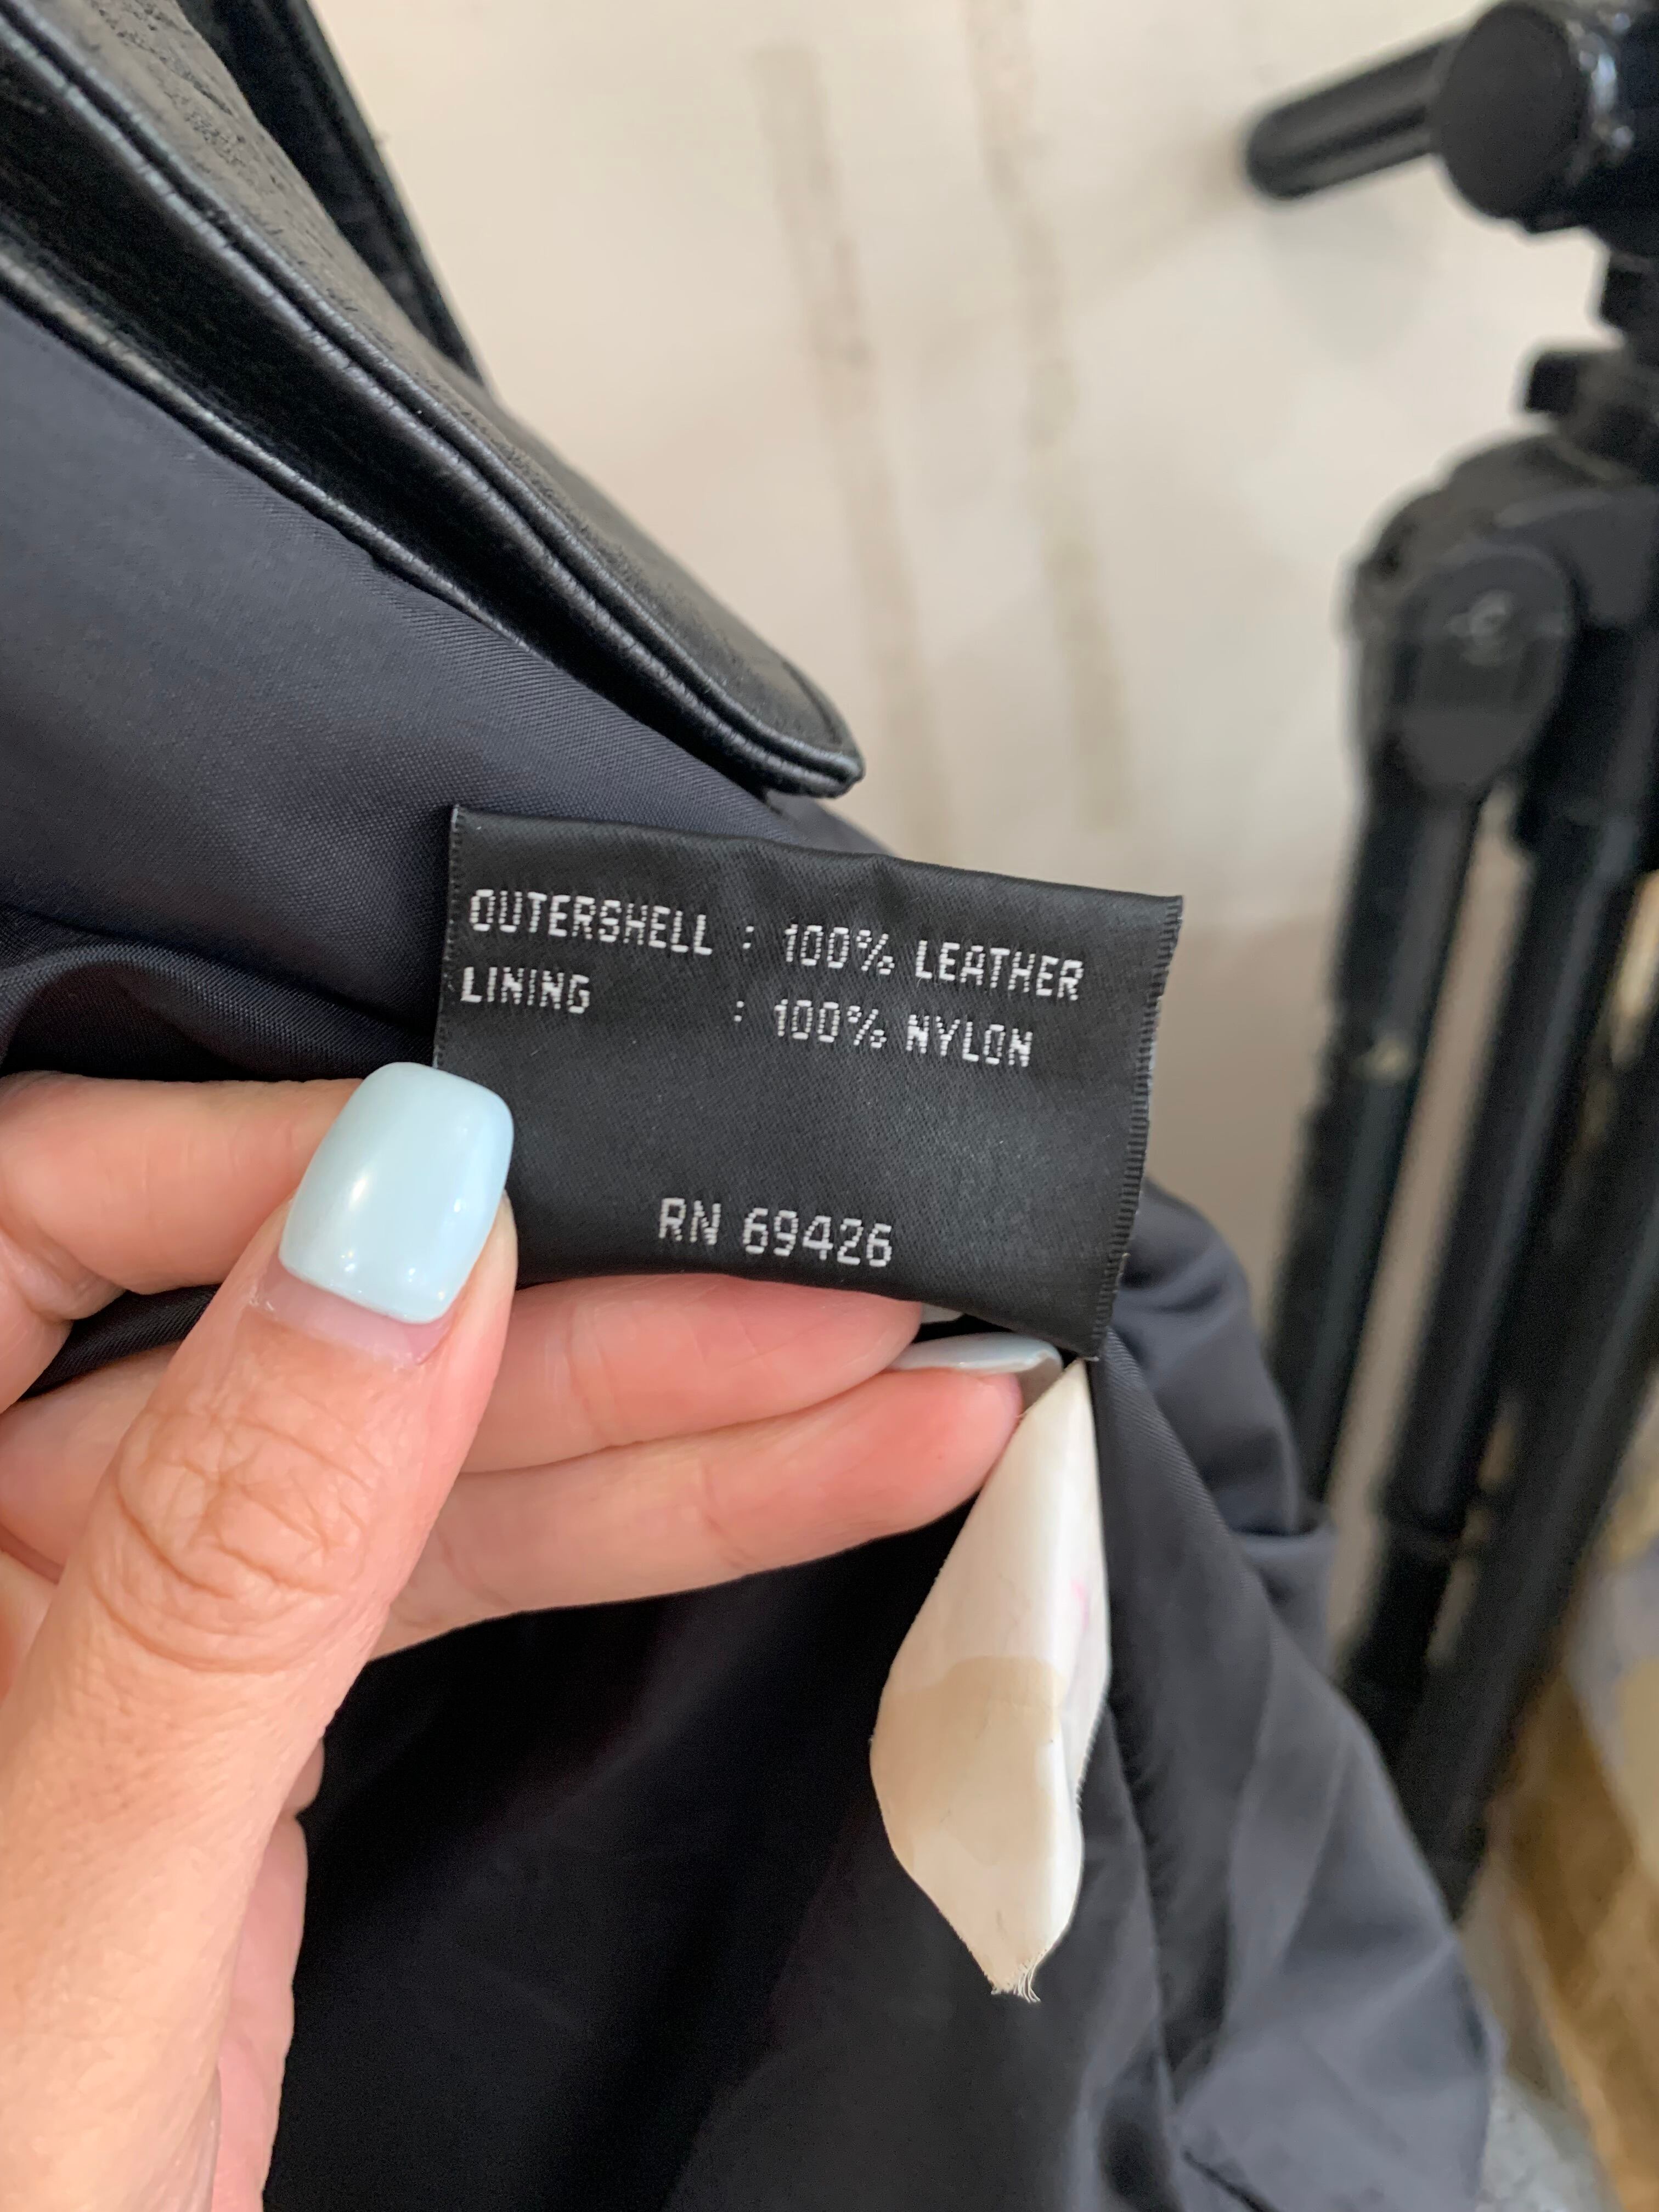 OUTERSHELL : 100% LEATHER
LINING : 100% NYLON
RN 69426